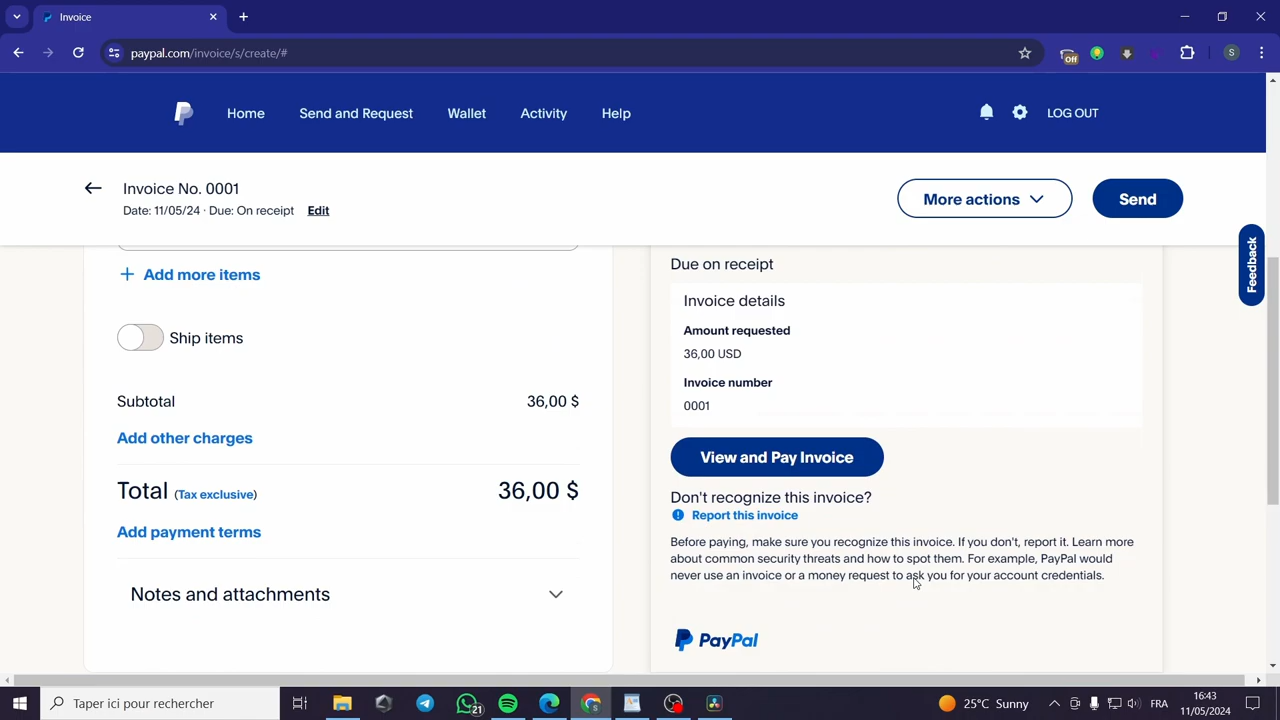 Invoice
paypal.com/invoice/s/create/#
Off
S
Home
Send and Request
Wallet
Activity
Help
LOG OUT
Invoice No. 0001
Date: 11/05/24 · Due: On receipt
Edit
More actions
Send
Feedback
+ Add more items
Ship items
Subtotal
36,00 $
Add other charges
Total (Tax exclusive)
36,00 $
Add payment terms
Notes and attachments
Due on receipt
Invoice details
Amount requested
36,00 USD
Invoice number
0001
View and Pay Invoice
Don't recognize this invoice?
Report this invoice
Before paying, make sure you recognize this invoice. If you don't, report it. Learn more
about common security threats and how to spot them. For example, PayPal would
never use an invoice or a money request to ask you for your account credentials.
PayPal
Taper ici pour rechercher
21
25°C Sunny
FRA
16:43
11/05/2024